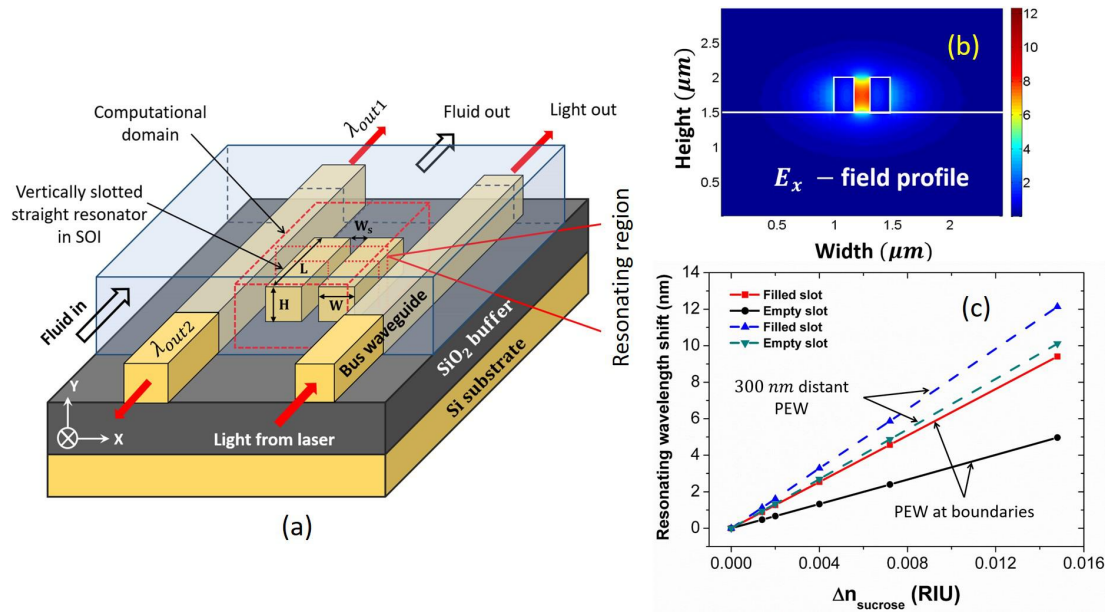 Computational
domain
λout1
Fluid out
Light out
Vertically slotted
straight resonator
in SOI
Resonating region
Ws
L
H
W
Fluid in
λout2
Bus waveguide
SiO2 buffer
Si substrate
Y
X
Light from laser
(a)
(b)
Height (μm)
2.5
2
1.5
1
0.5
Ex − field profile
0.5
1
1.5
2
Width (μm)
12
10
8
6
4
2
0
(c)
Resonating wavelength shift (nm)
14
12
10
8
6
4
2
0
Filled slot
Empty slot
Filled slot
Empty slot
300 nm distant
PEW
PEW at boundaries
0.000
0.004
0.008
0.012
0.016
Δnsucrose (RIU)